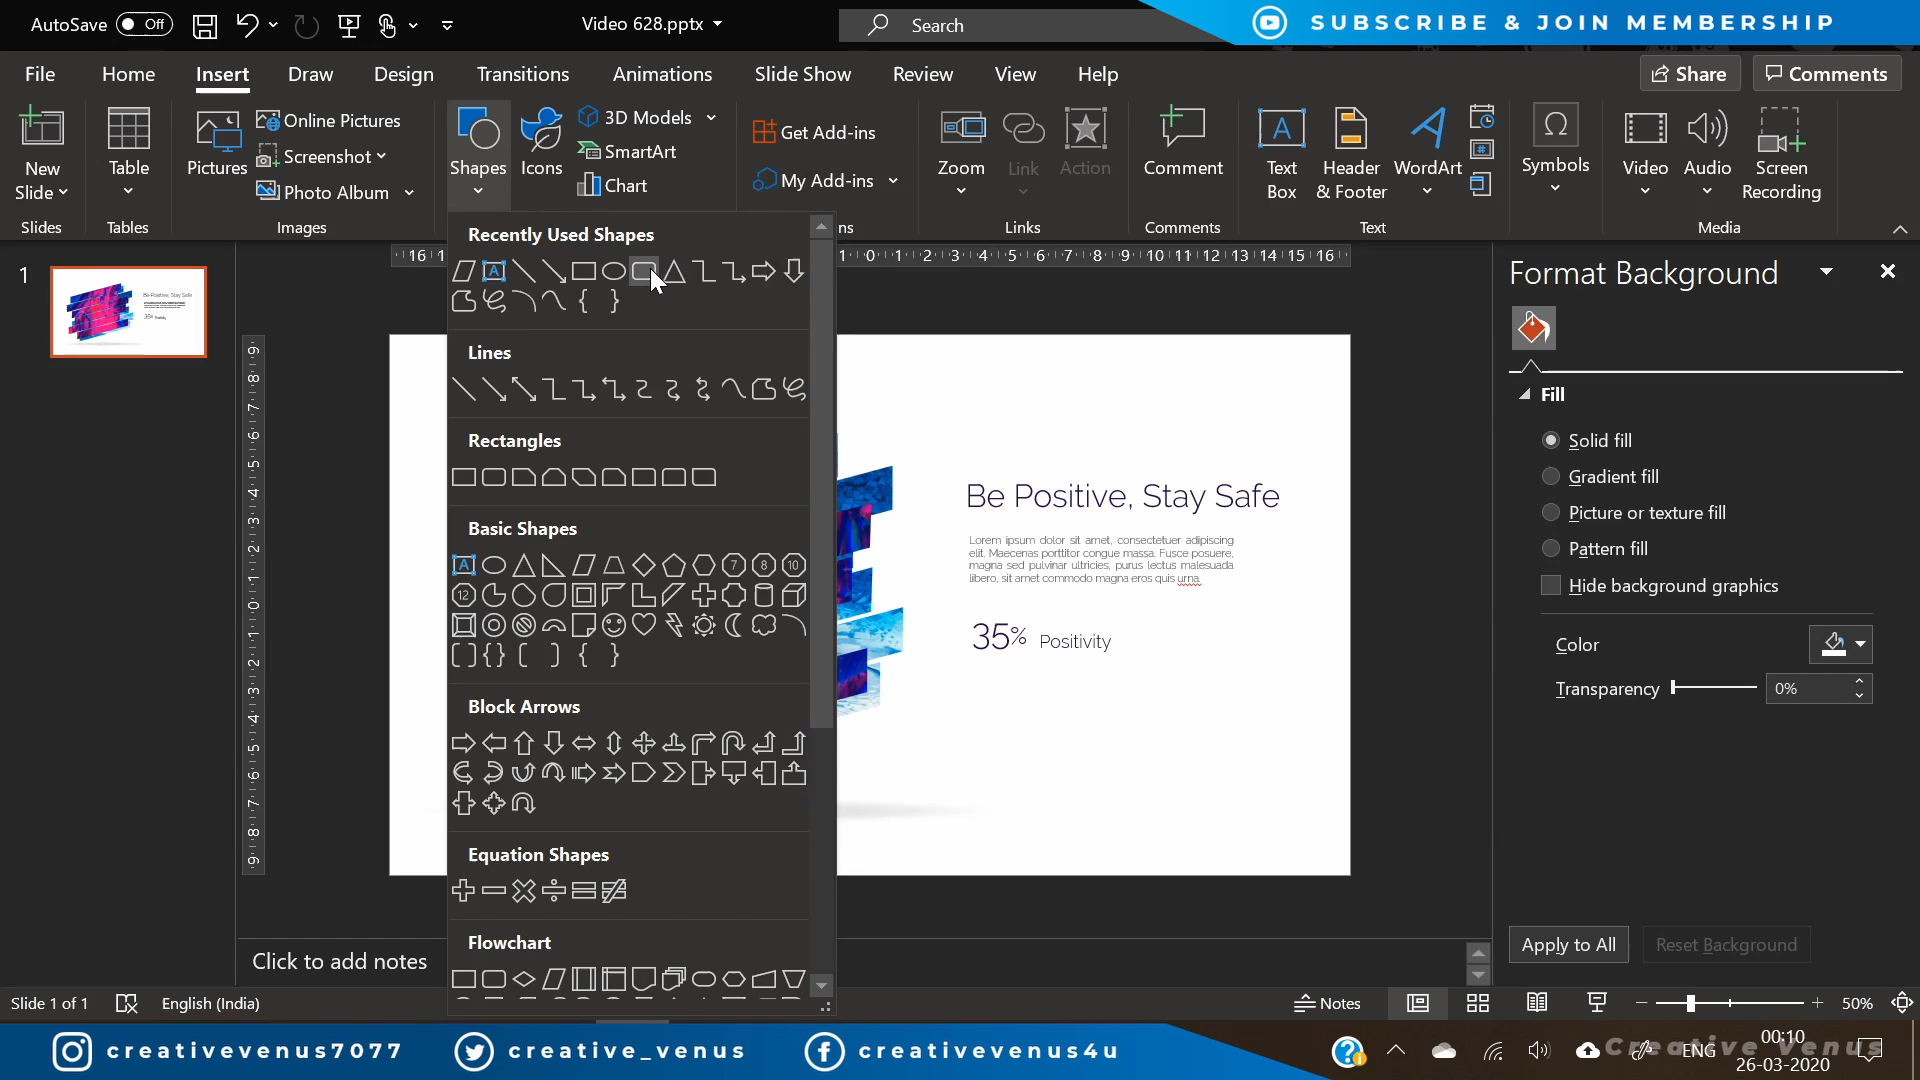 AutoSave Off
Video 628.pptx
Search
SUBSCRIBE & JOIN MEMBERSHIP
File Home Insert Draw Design Transitions Animations Slide Show Review View Help
Share Comments
New Slide
Table
Pictures
Online Pictures
Screenshot
Photo Album
Shapes
Icons
3D Models
SmartArt
Chart
Get Add-ins
My Add-ins
Zoom
Link
Action
Comment
Text Box
Header & Footer
WordArt
Symbols
Video
Audio
Screen Recording
Slides Tables Images ns Links Comments Text Media
Recently Used Shapes
Lines
Rectangles
Basic Shapes
Block Arrows
Equation Shapes
Flowchart
1
Be Positive, Stay Safe
Lorem ipsum dolor sit amet, consectetuer adipiscing
elit. Maecenas porttitor congue massa. Fusce posuere,
magna sed pulvinar ultricies, purus lectus malesuada
libero, sit amet commodo magna eros quis urna.
35% Positivity
Format Background
Fill
Solid fill
Gradient fill
Picture or texture fill
Pattern fill
Hide background graphics
Color
Transparency 0%
Apply to All Reset Background
Click to add notes
Slide 1 of 1 English (India) Notes 50%
creativevenus7077 creative_venus creativevenus4u
Creative Venus
ENG
00:10
26-03-2020